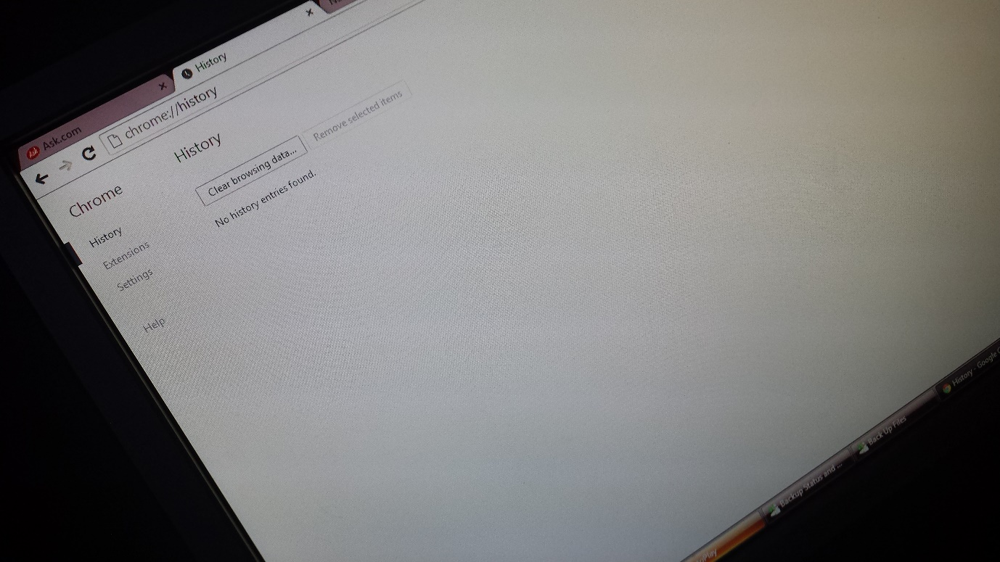 Ask.com
History
chrome://history
Chrome
History
Clear browsing data...
Remove selected items
No history entries found.
History
Extensions
Settings
Help
Backup Status and ...
Back Up Files
History - Google